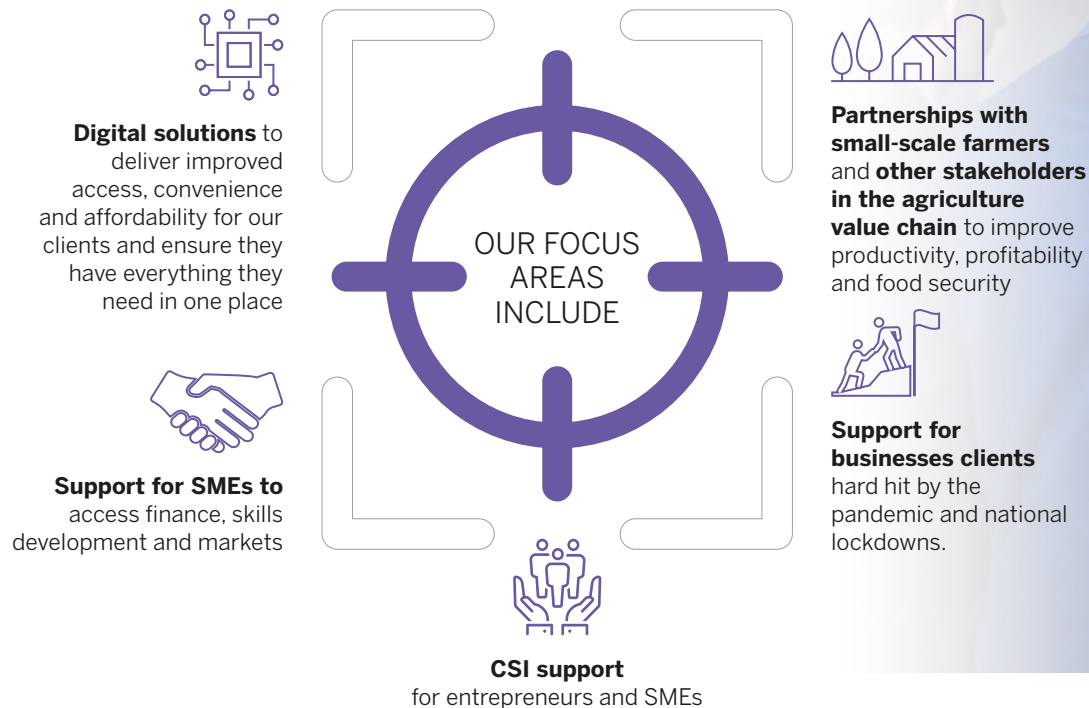 OUR FOCUS
AREAS
INCLUDE
Digital solutions to
deliver improved
access, convenience
and affordability for our
clients and ensure they
have everything they
need in one place
Partnerships with
small-scale farmers
and other stakeholders
in the agriculture
value chain to improve
productivity, profitability
and food security
Support for SMEs to
access finance, skills
development and markets
Support for
businesses clients
hard hit by the
pandemic and national
lockdowns.
CSI support
for entrepreneurs and SMEs